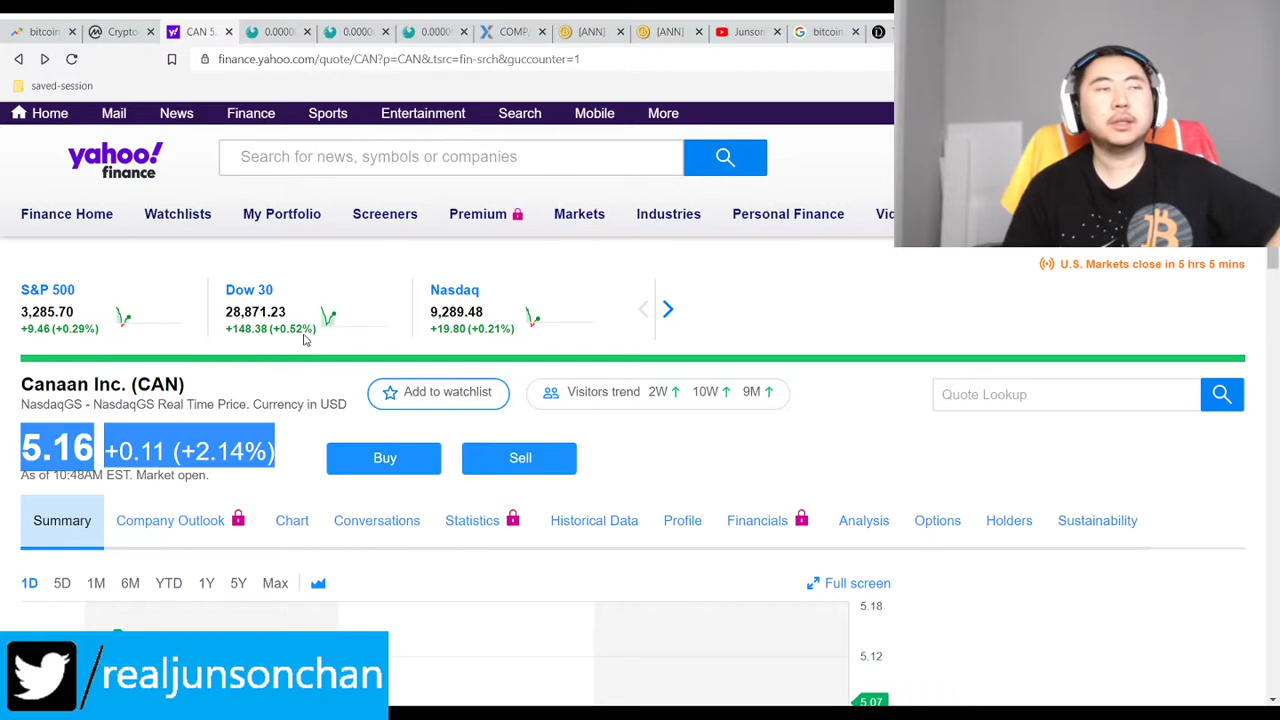 bitcoin
Crypto
CAN 5.
0.0000
0.0000
0.0000
COMP
[ANN]
[ANN]
Junson
bitcoin
finance.yahoo.com/quote/CAN?p=CAN&.tsrc=fin-srch&guccounter=1
saved-session
Home Mail News Finance Sports Entertainment Search Mobile More
yahoo!
finance
Search for news, symbols or companies
Finance Home Watchlists My Portfolio Screeners Premium Markets Industries Personal Finance Vid
U.S. Markets close in 5 hrs 5 mins
S&P 500
3,285.70
+9.46 (+0.29%)
Dow 30
28,871.23
+148.38 (+0.52%)
Nasdaq
9,289.48
+19.80 (+0.21%)
Canaan Inc. (CAN)
NasdaqGS - NasdaqGS Real Time Price. Currency in USD
Add to watchlist
Visitors trend 2W 10W 9M
Quote Lookup
5.16 +0.11 (+2.14%)
As of 10:48AM EST. Market open.
Buy
Sell
Summary Company Outlook Chart Conversations Statistics Historical Data Profile Financials Analysis Options Holders Sustainability
1D 5D 1M 6M YTD 1Y 5Y Max
Full screen
5.18
5.12
5.07
/realjunsonchan